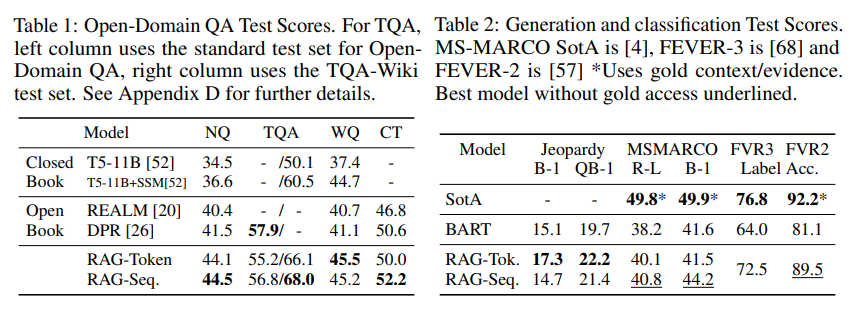 Table 1: Open-Domain QA Test Scores. For TQA,
left column uses the standard test set for Open-
Domain QA, right column uses the TQA-Wiki
test set. See Appendix D for further details.
Model NQ TQA WQ CT
Closed T5-11B [52] 34.5 - /50.1 37.4 -
Book T5-11B+SSM[52] 36.6 - /60.5 44.7 -
Open REALM [20] 40.4 - / - 40.7 46.8
Book DPR [26] 41.5 57.9/ - 41.1 50.6
RAG-Token 44.1 55.2/66.1 45.5 50.0
RAG-Seq. 44.5 56.8/68.0 45.2 52.2
Table 2: Generation and classification Test Scores.
MS-MARCO SotA is [4], FEVER-3 is [68] and
FEVER-2 is [57] *Uses gold context/evidence.
Best model without gold access underlined.
Model Jeopardy MSMARCO FVR3 FVR2
B-1 QB-1 R-L B-1 Label Acc.
SotA - - 49.8* 49.9* 76.8 92.2*
BART 15.1 19.7 38.2 41.6 64.0 81.1
RAG-Tok. 17.3 22.2 40.1 41.5
72.5 89.5
RAG-Seq. 14.7 21.4 40.8 44.2